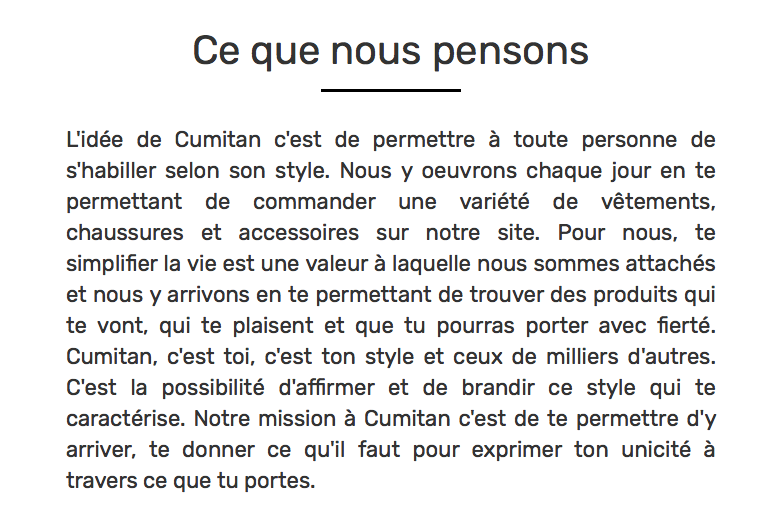 Ce que nous pensons
L'idée de Cumitan c'est de permettre à toute personne de
s'habiller selon son style. Nous y oeuvrons chaque jour en te
permettant de commander une variété de vêtements,
chaussures et accessoires sur notre site. Pour nous, te
simplifier la vie est une valeur à laquelle nous sommes attachés
et nous y arrivons en te permettant de trouver des produits qui
te vont, qui te plaisent et que tu pourras porter avec fierté.
Cumitan, c'est toi, c'est ton style et ceux de milliers d'autres.
C'est la possibilité d'affirmer et de brandir ce style qui te
caractérise. Notre mission à Cumitan c'est de te permettre d'y
arriver, te donner ce qu'il faut pour exprimer ton unicité à
travers ce que tu portes.